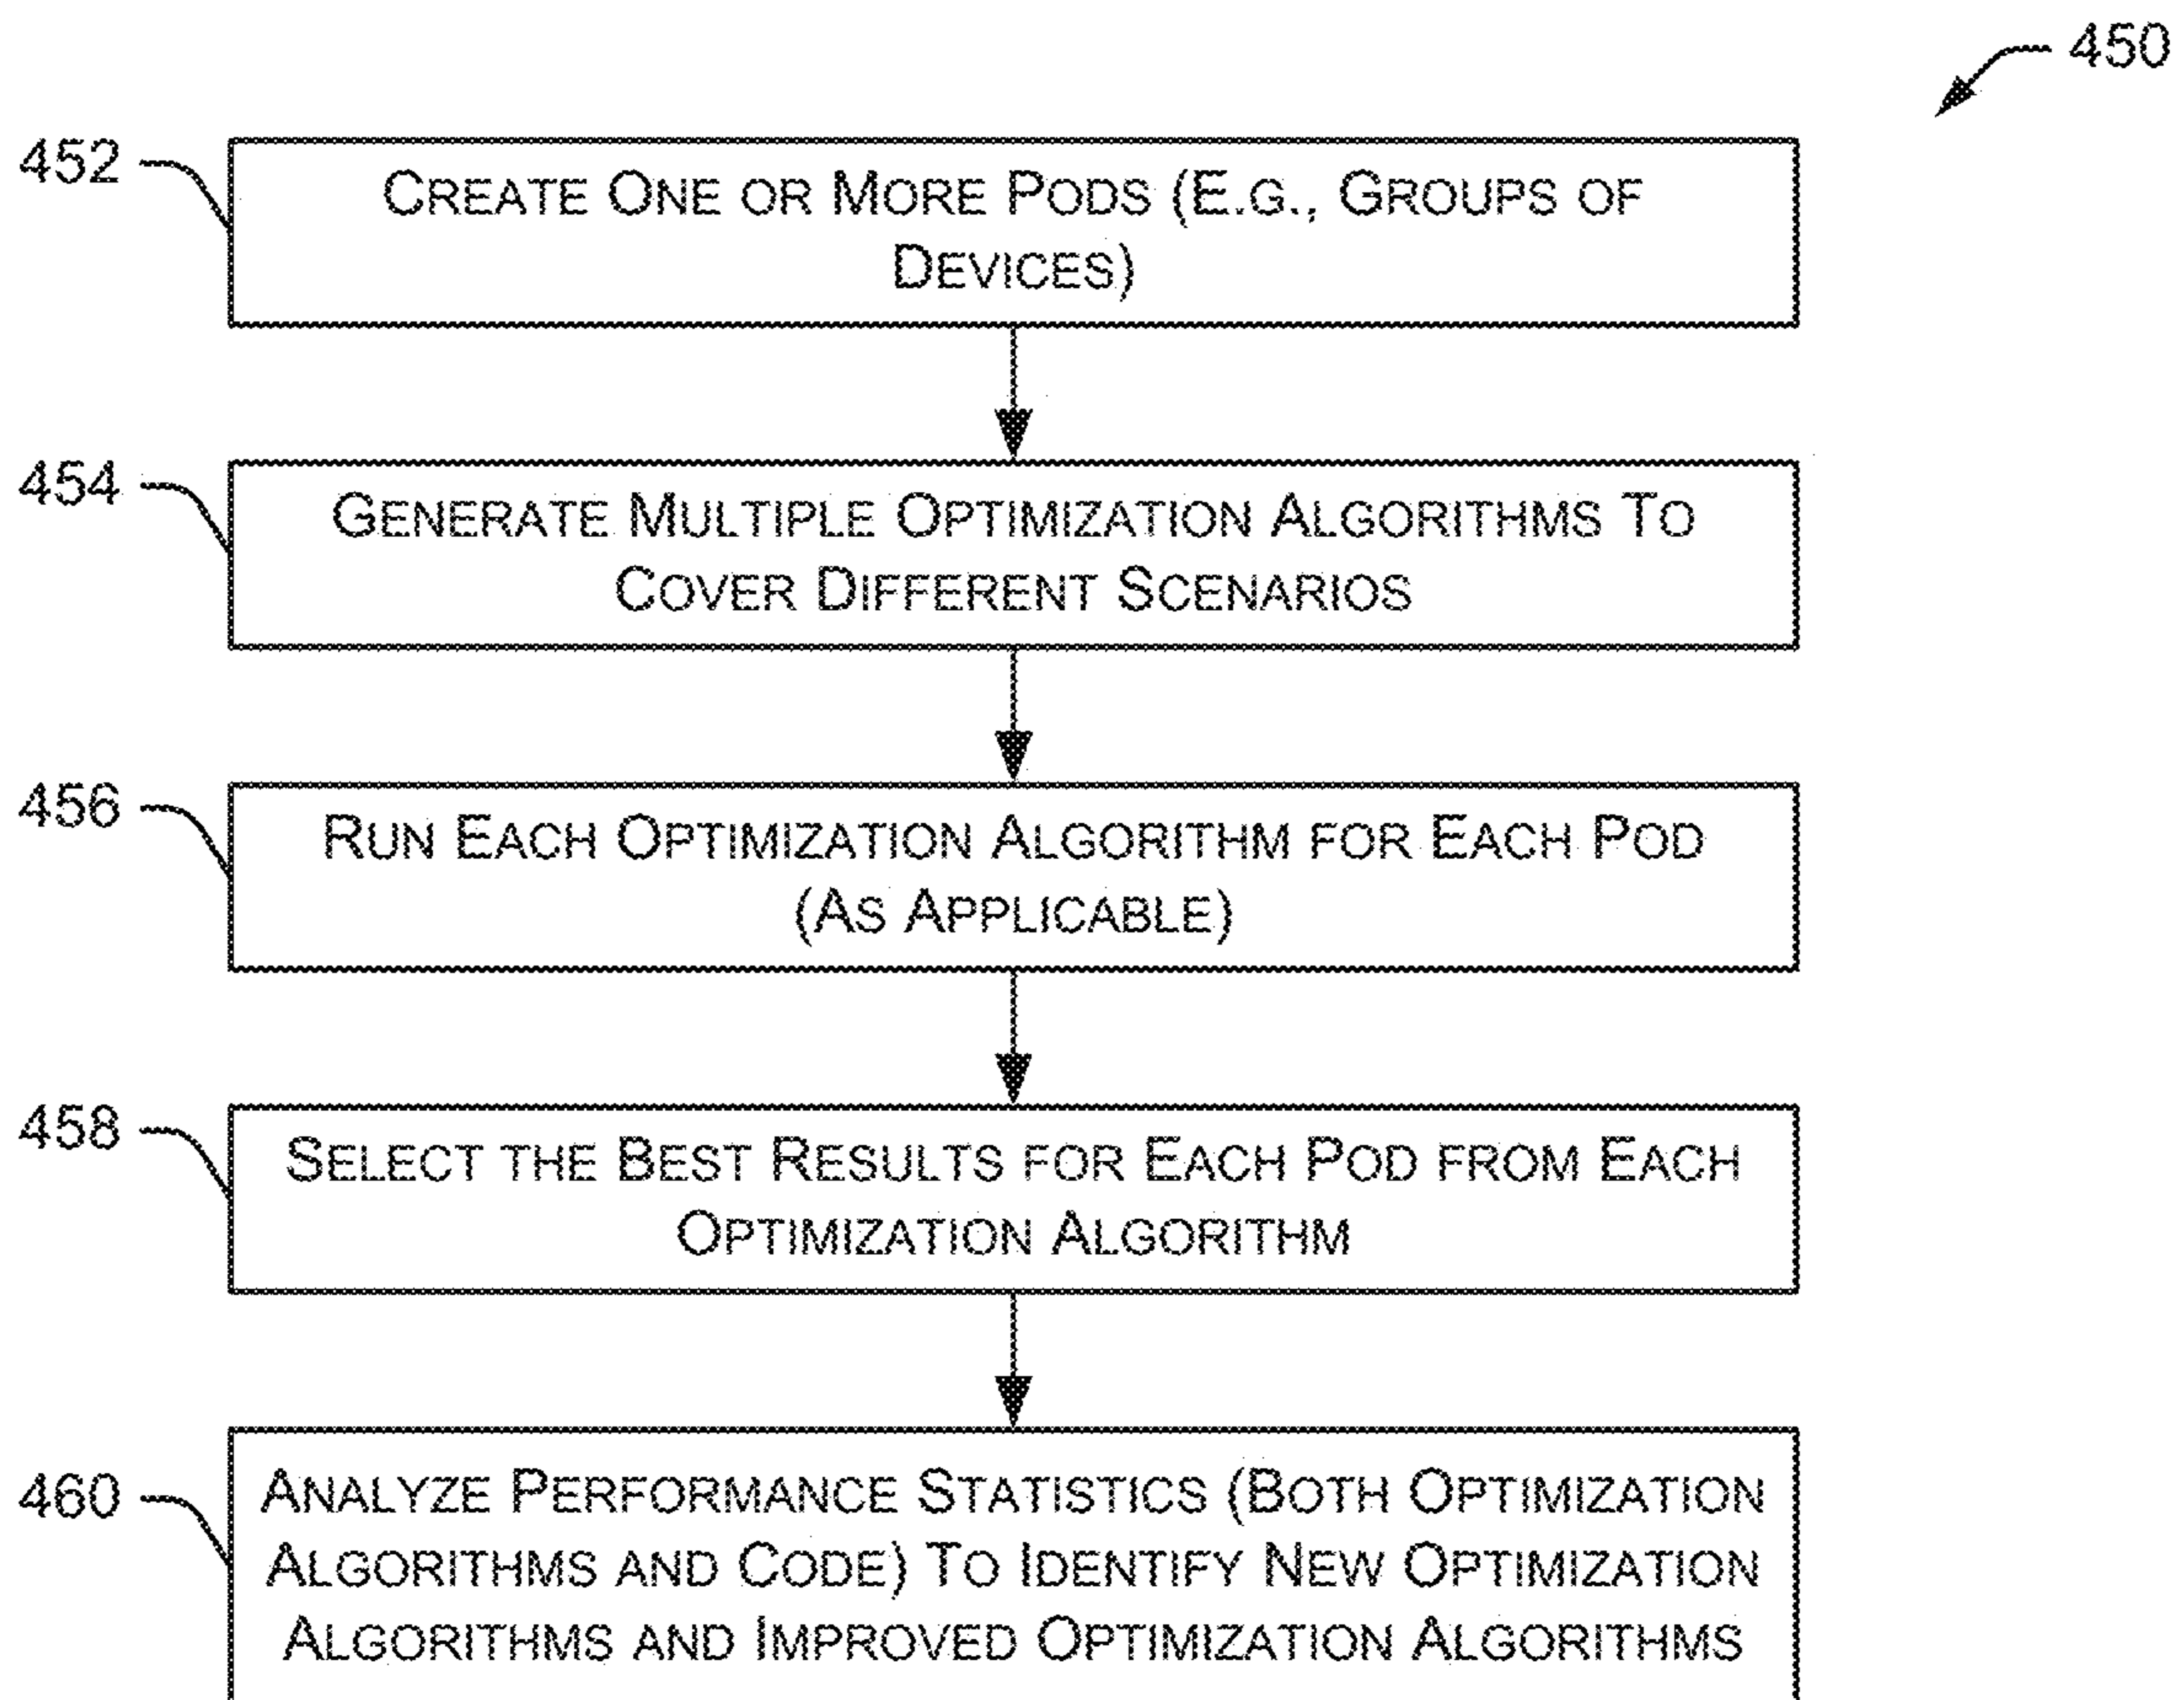 450
452
CREATE ONE OR MORE PODS (E.G., GROUPS OF
DEVICES)
454
GENERATE MULTIPLE OPTIMIZATION ALGORITHMS TO
COVER DIFFERENT SCENARIOS
456
RUN EACH OPTIMIZATION ALGORITHM FOR EACH POD
(AS APPLICABLE)
458
SELECT THE BEST RESULTS FOR EACH POD FROM EACH
OPTIMIZATION ALGORITHM
460
ANALYZE PERFORMANCE STATISTICS (BOTH OPTIMIZATION
ALGORITHMS AND CODE) TO IDENTIFY NEW OPTIMIZATION
ALGORITHMS AND IMPROVED OPTIMIZATION ALGORITHMS